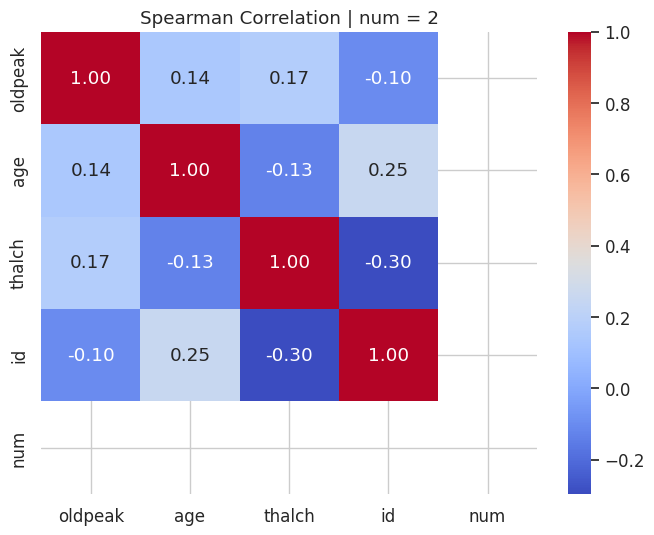 Spearman Correlation | num = 2
oldpeak 1.00 0.14 0.17 -0.10
age 0.14 1.00 -0.13 0.25
thalch 0.17 -0.13 1.00 -0.30
id -0.10 0.25 -0.30 1.00
num
oldpeak age thalch id num
1.0
0.8
0.6
0.4
0.2
0.0
−0.2